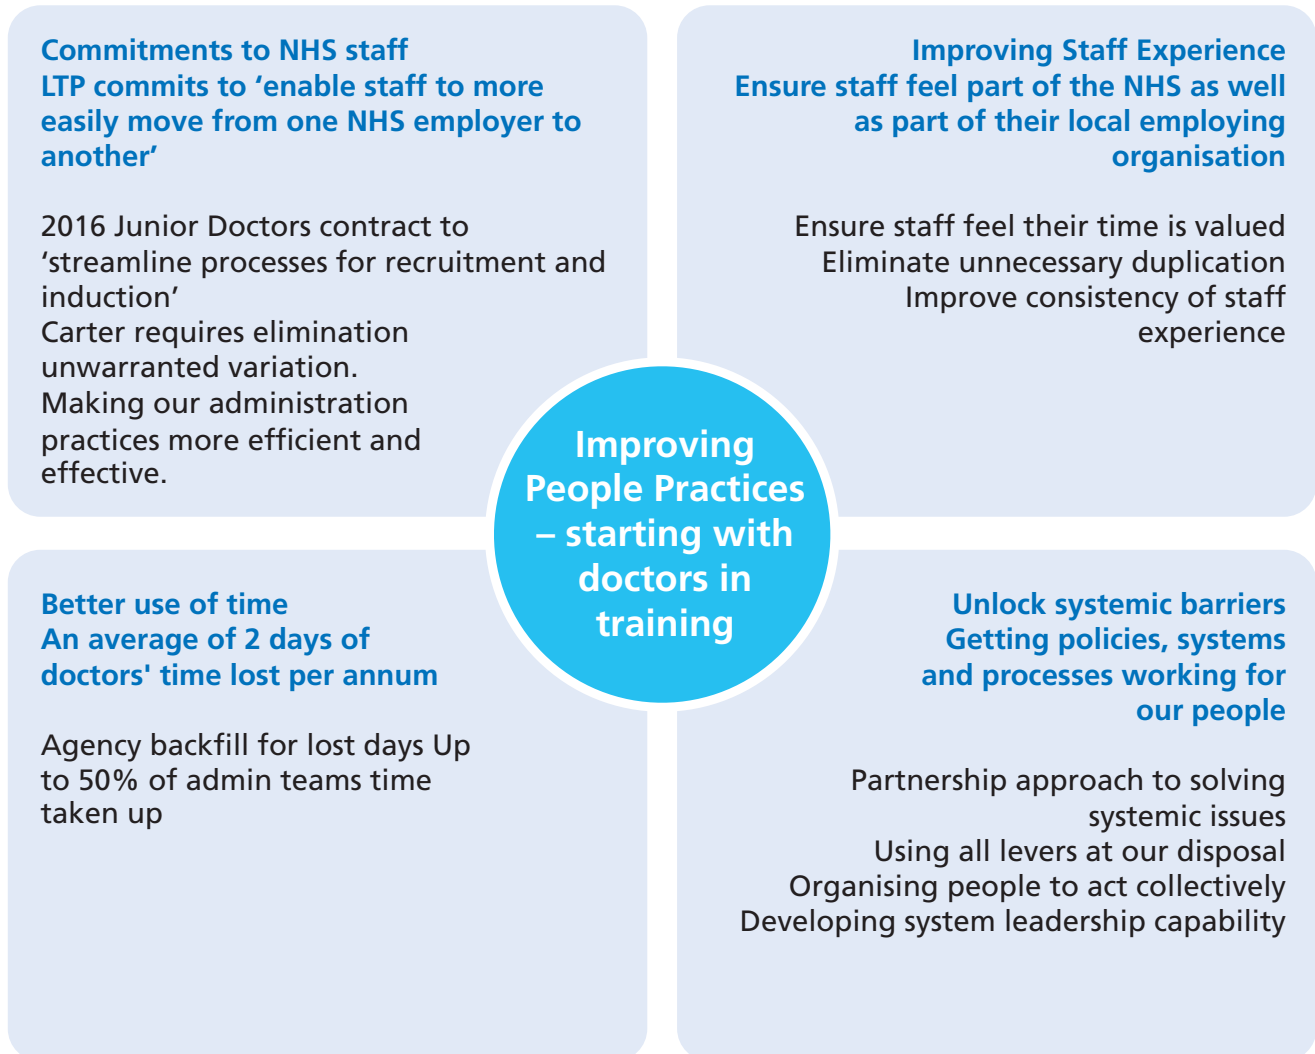 Commitments to NHS staff
LTP commits to ‘enable staff to more
easily move from one NHS employer to
another’
2016 Junior Doctors contract to
‘streamline processes for recruitment and
induction’
Carter requires elimination
unwarranted variation.
Making our administration
practices more efficient and
effective.
Improving Staff Experience
Ensure staff feel part of the NHS as well
as part of their local employing
organisation
Ensure staff feel their time is valued
Eliminate unnecessary duplication
Improve consistency of staff
experience
Improving
People Practices
– starting with
doctors in
training
Better use of time
An average of 2 days of
doctors' time lost per annum
Agency backfill for lost days Up
to 50% of admin teams time
taken up
Unlock systemic barriers
Getting policies, systems
and processes working for
our people
Partnership approach to solving
systemic issues
Using all levers at our disposal
Organising people to act collectively
Developing system leadership capability